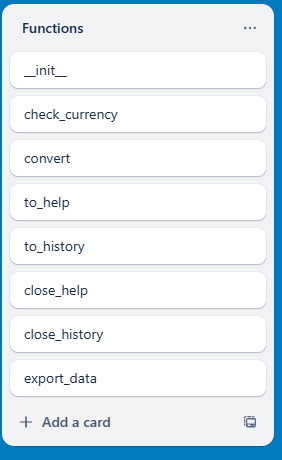 Functions
__init__
check_currency
convert
to_help
to_history
close_help
close_history
export_data
Add a card